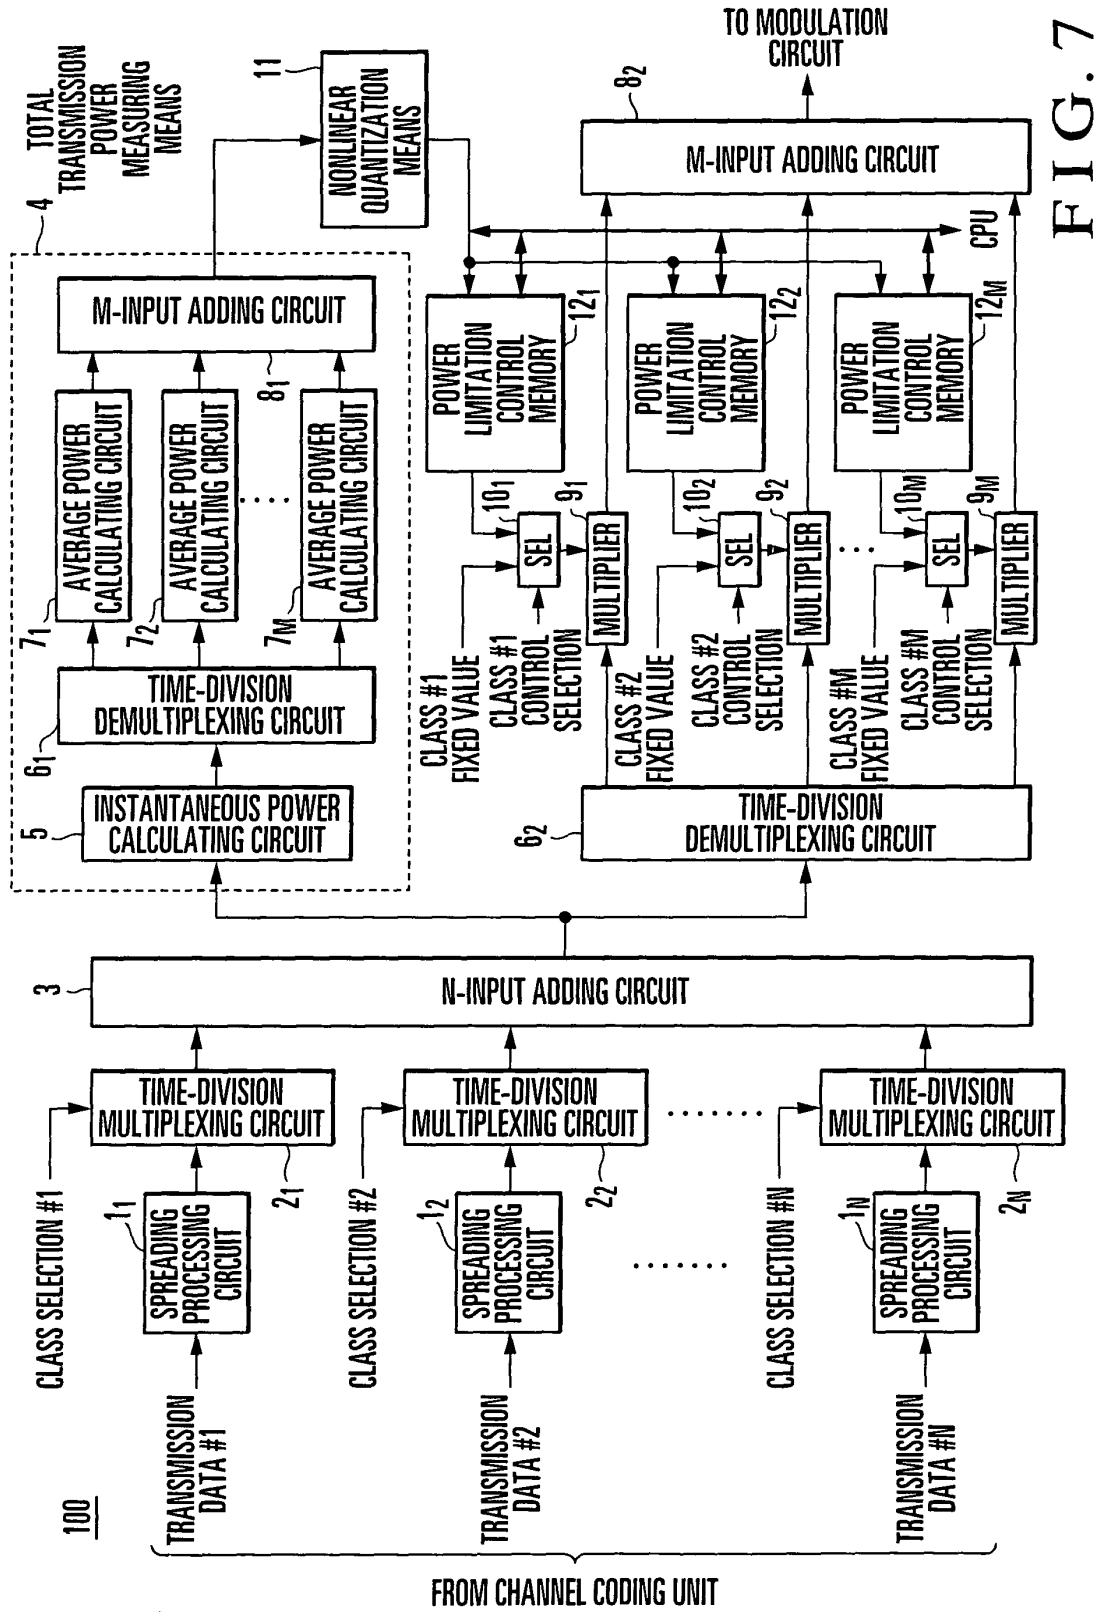 100
FROM CHANNEL CODING UNIT
TRANSMISSION
DATA #1
TRANSMISSION
DATA #2
TRANSMISSION
DATA #N
CLASS SELECTION #1
1₁
SPREADING
PROCESSING
CIRCUIT
CLASS SELECTION #2
1₂
SPREADING
PROCESSING
CIRCUIT
CLASS SELECTION #N
1N
SPREADING
PROCESSING
CIRCUIT
TIME-DIVISION
MULTIPLEXING CIRCUIT
2₁
TIME-DIVISION
MULTIPLEXING CIRCUIT
2₂
TIME-DIVISION
MULTIPLEXING CIRCUIT
2N
3
N-INPUT ADDING CIRCUIT
4
TOTAL
TRANSMISSION
POWER
MEASURING
MEANS
5
INSTANTANEOUS POWER
CALCULATING CIRCUIT
6₁
TIME-DIVISION
DEMULTIPLEXING CIRCUIT
7₁
AVERAGE POWER
CALCULATING CIRCUIT
7₂
AVERAGE POWER
CALCULATING CIRCUIT
7M
AVERAGE POWER
CALCULATING CIRCUIT
M-INPUT ADDING CIRCUIT
8₁
11
NONLINEAR
QUANTIZATION
MEANS
6₂
TIME-DIVISION
DEMULTIPLEXING CIRCUIT
CLASS #1
FIXED VALUE
CLASS #1
CONTROL
SELECTION
SEL
10₁
MULTIPLIER
9₁
POWER
LIMITATION
CONTROL
MEMORY
12₁
CLASS #2
FIXED VALUE
CLASS #2
CONTROL
SELECTION
SEL
10₂
MULTIPLIER
9₂
POWER
LIMITATION
CONTROL
MEMORY
12₂
CLASS #M
FIXED VALUE
CLASS #M
CONTROL
SELECTION
SEL
10M
MULTIPLIER
9M
POWER
LIMITATION
CONTROL
MEMORY
12M
CPU
M-INPUT ADDING CIRCUIT
8₂
TO MODULATION
CIRCUIT
FIG. 7